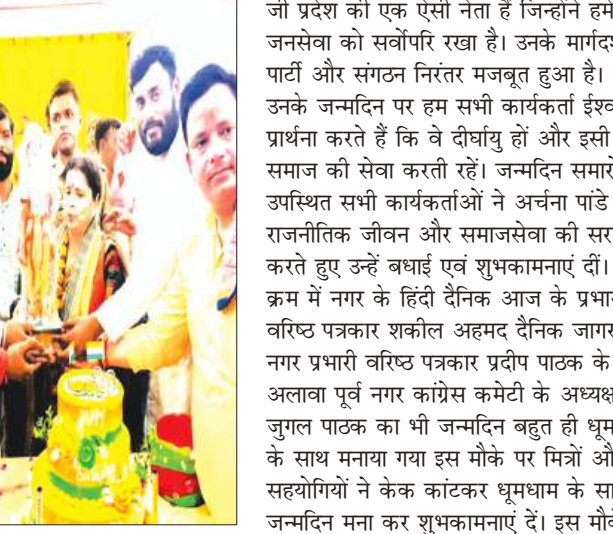 जी प्रदेश की एक ऐसी नेता हैं जिन्होंने हमे
जनसेवा को सर्वोपरि रखा है। उनके मार्गदश
पार्टी और संगठन निरंतर मजबूत हुआ है।
उनके जन्मदिन पर हम सभी कार्यकर्ता ईश्व
प्रार्थना करते हैं कि वे दीर्घायु हों और इसी
समाज की सेवा करती रहें। जन्मदिन समारो
उपस्थित सभी कार्यकर्ताओं ने अर्चना पांडे
राजनीतिक जीवन और समाजसेवा की सरा
करते हुए उन्हें बधाई एवं शुभकामनाएं दीं।
क्रम में नगर के हिंदी दैनिक आज के प्रभार
वरिष्ठ पत्रकार शकील अहमद दैनिक जागर
नगर प्रभारी वरिष्ठ पत्रकार प्रदीप पाठक के
अलावा पूर्व नगर कांग्रेस कमेटी के अध्यक्ष
जुगल पाठक का भी जन्मदिन बहुत ही धूम
के साथ मनाया गया इस मौके पर मित्रों औ
सहयोगियों ने केक कांटकर धूमधाम के सा
जन्मदिन मना कर शुभकामनाएं दें। इस मौके